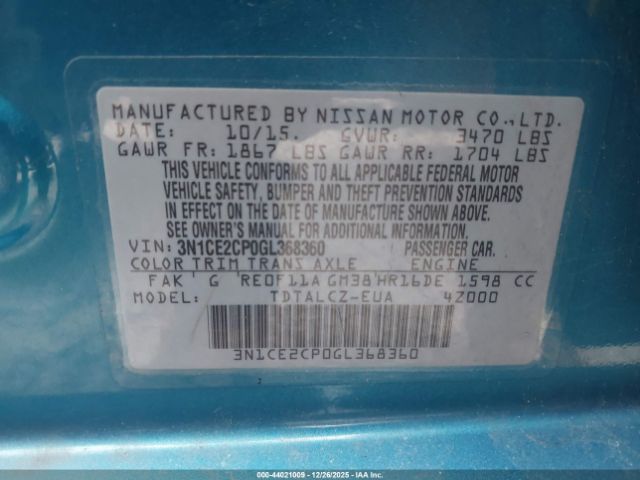 MANUFACTURED BY NISSAN MOTOR CO., LTD.
DATE: 10/15. GVWR: 3470 LBS
GAWR FR: 1867 LBS GAWR RR: 1704 LBS
THIS VEHICLE CONFORMS TO ALL APPLICABLE FEDERAL MOTOR
VEHICLE SAFETY, BUMPER AND THEFT PREVENTION STANDARDS
IN EFFECT ON THE DATE OF MANUFACTURE SHOWN ABOVE.
SEE OWNER'S MANUAL FOR ADDITIONAL INFORMATION.
VIN: 3N1CE2CP0GL368360 PASSENGER CAR.
COLOR TRIM TRANS AXLE ENGINE
FAK G RE0F11A GM38 HR16DE 1598 CC
MODEL: TDTALCZ-EUA 4Z000
3N1CE2CP0GL368360
000-44021009 • 12/26/2025 • IAAI.COM